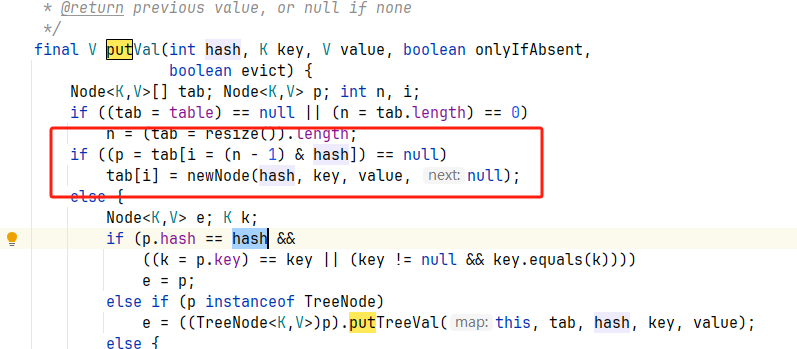 * @return previous value, or null if none
*/
final V putVal(int hash, K key, V value, boolean onlyIfAbsent,
boolean evict) {
Node<K,V>[] tab; Node<K,V> p; int n, i;
if ((tab = table) == null || (n = tab.length) == 0)
n = (tab = resize()).length;
if ((p = tab[i = (n - 1) & hash]) == null)
tab[i] = newNode(hash, key, value, next: null);
else {
Node<K,V> e; K k;
if (p.hash == hash &&
((k = p.key) == key || (key != null && key.equals(k))))
e = p;
else if (p instanceof TreeNode)
e = ((TreeNode<K,V>)p).putTreeVal( map: this, tab, hash, key, value);
else {